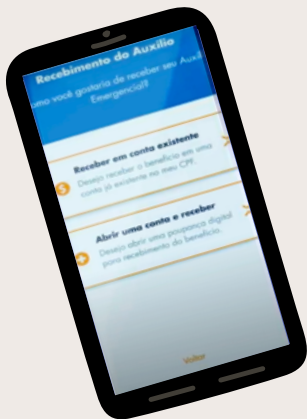 Recebimento do Auxílio
omo você gostaria de receber seu Auxíl
Emergencial?
Receber em conta existente
Desejo receber o benefício em uma
conta já existente no meu CPF.
Abrir uma conta e receber
Desejo abrir uma poupança digital
para recebimento do benefício.
Voltar